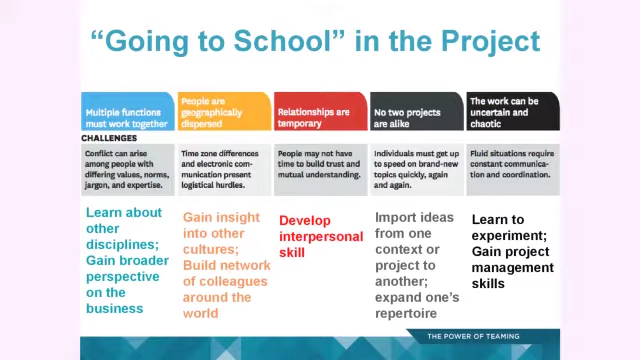 “Going to School” in the Project
Multiple functions
must work together
People are
geographically
dispersed
Relationships are
temporary
No two projects
are alike
The work can be
uncertain and
chaotic
CHALLENGES
Conflict can arise
among people with
differing values, norms,
jargon, and expertise.
Time zone differences
and electronic com-
munication present
logistical hurdles.
People may not have
time to build trust and
mutual understanding.
Individuals must get up
to speed on brand-new
topics quickly, again
and again.
Fluid situations require
constant communica-
tion and coordination.
Learn about
other
disciplines;
Gain broader
perspective
on the
business
Gain insight
into other
cultures;
Build network
of colleagues
around the
world
Develop
interpersonal
skill
Import ideas
from one
context or
project to
another;
expand one’s
repertoire
Learn to
experiment;
Gain project
management
skills
THE POWER OF TEAMING